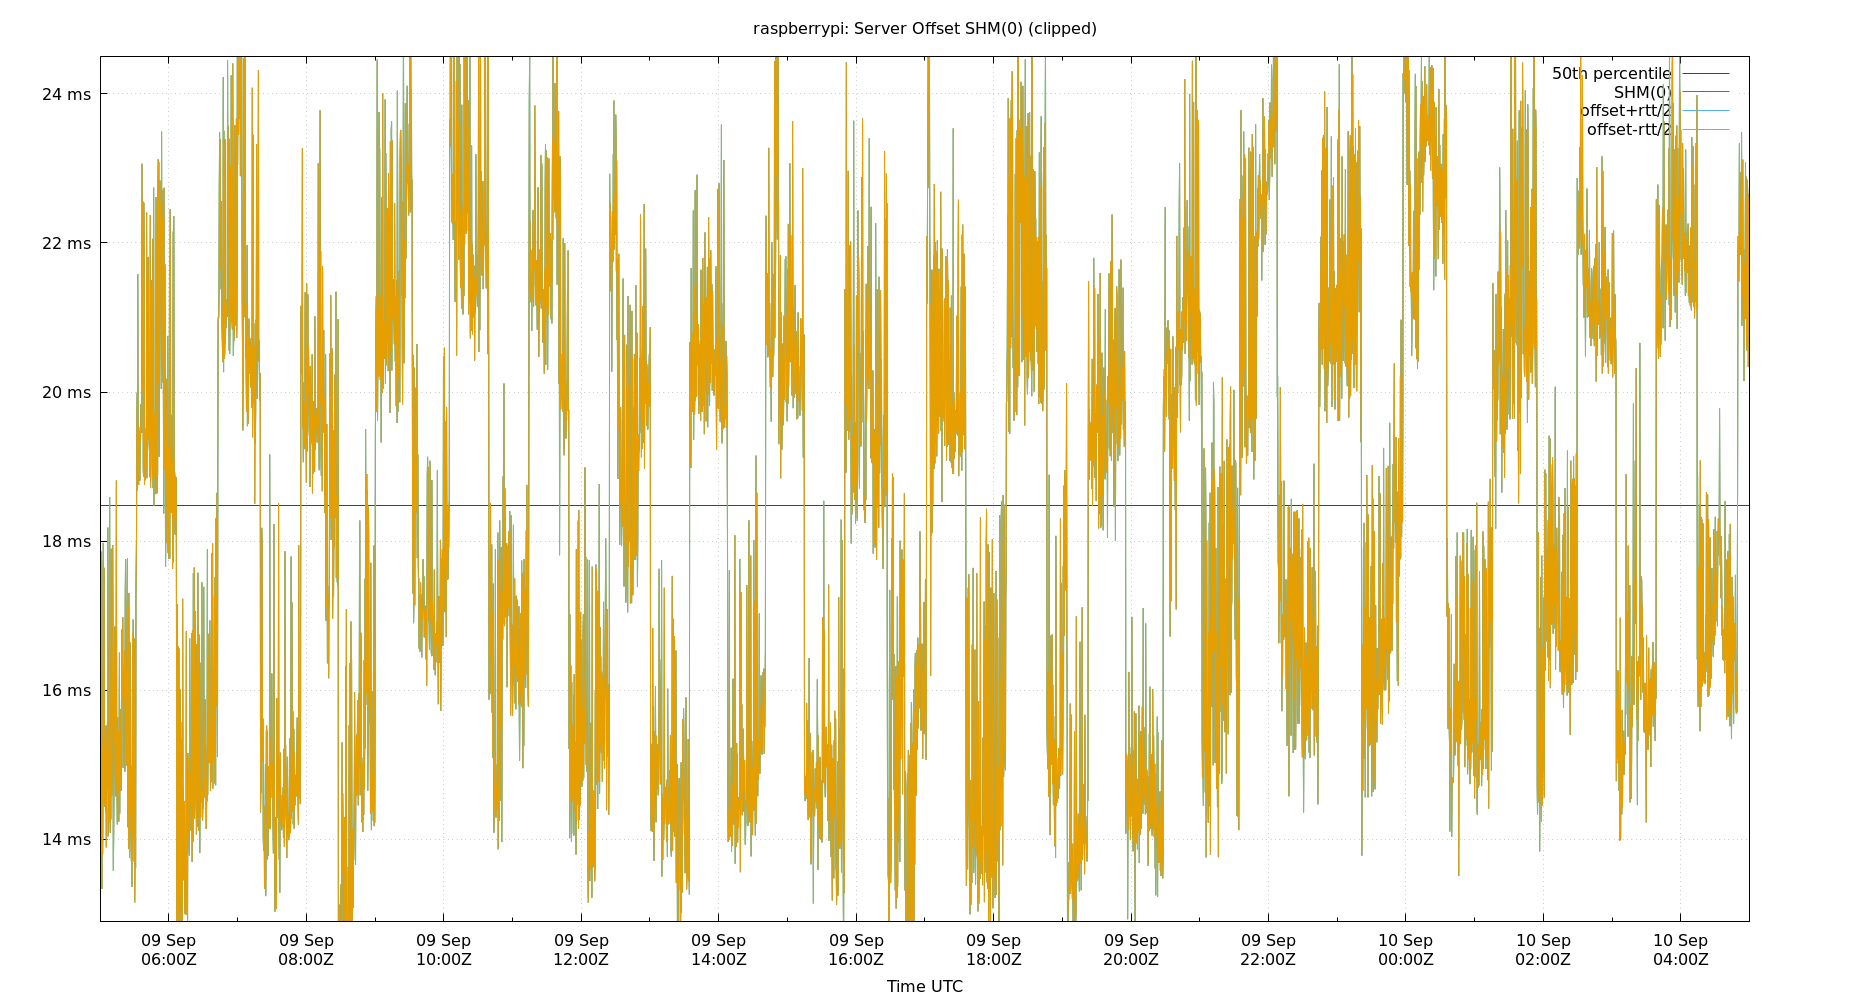 raspberrypi: Server Offset SHM(0) (clipped)
24 ms
22 ms
20 ms
18 ms
16 ms
14 ms
50th percentile
SHM(0)
offset+rtt/2
offset-rtt/2
09 Sep 09 Sep 09 Sep 09 Sep 09 Sep 09 Sep 09 Sep 09 Sep 09 Sep 10 Sep 10 Sep 10 Sep
06:00Z 08:00Z 10:00Z 12:00Z 14:00Z 16:00Z 18:00Z 20:00Z 22:00Z 00:00Z 02:00Z 04:00Z
Time UTC